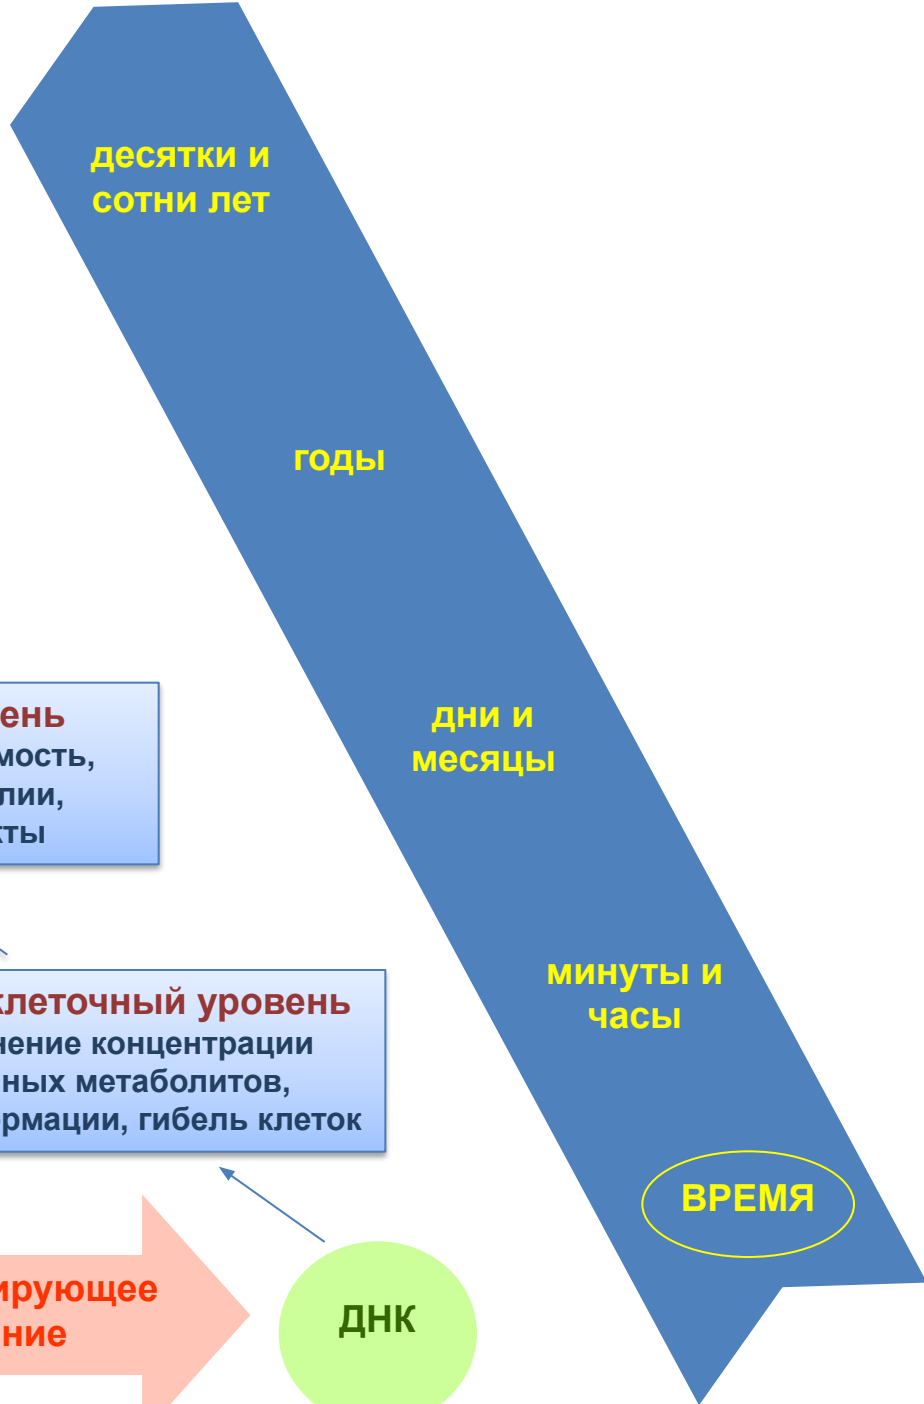 десятки и
сотни лет
годы
дни и
месяцы
минуты и
часы
ВРЕМЯ
ень
мость,
лии,
кты
клеточный уровень
нение концентрации
ных метаболитов,
рмации, гибель клеток
ирующее
ние
ДНК